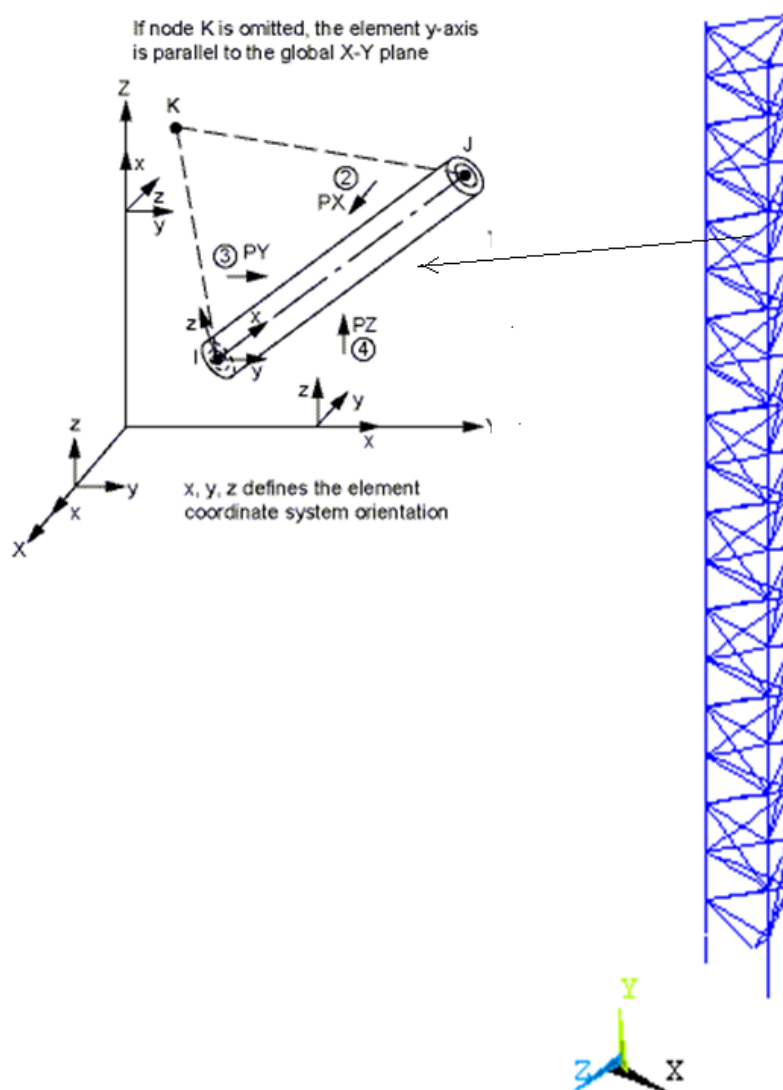 If node K is omitted, the element y-axis
is parallel to the global X-Y plane
Z
K
J
x
②
PX
z
y
③ PY
z
x
PZ
④
I
y
z
y
z
x
Y
y
x
X
x, y, z defines the element
coordinate system orientation
Y
Z
X